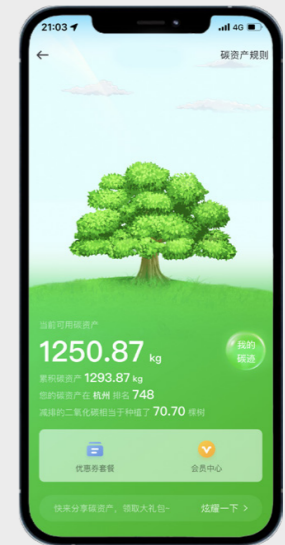 21:03
4G
碳资产规则
当前可用碳资产
1250.87 kg
累积碳资产 1293.87 kg
您的碳资产在 杭州 排名 748
减排的二氧化碳相当于种植了 70.70 棵树
我的
碳迹
优惠券套餐
会员中心
快来分享碳资产，领取大礼包~
炫耀一下 >